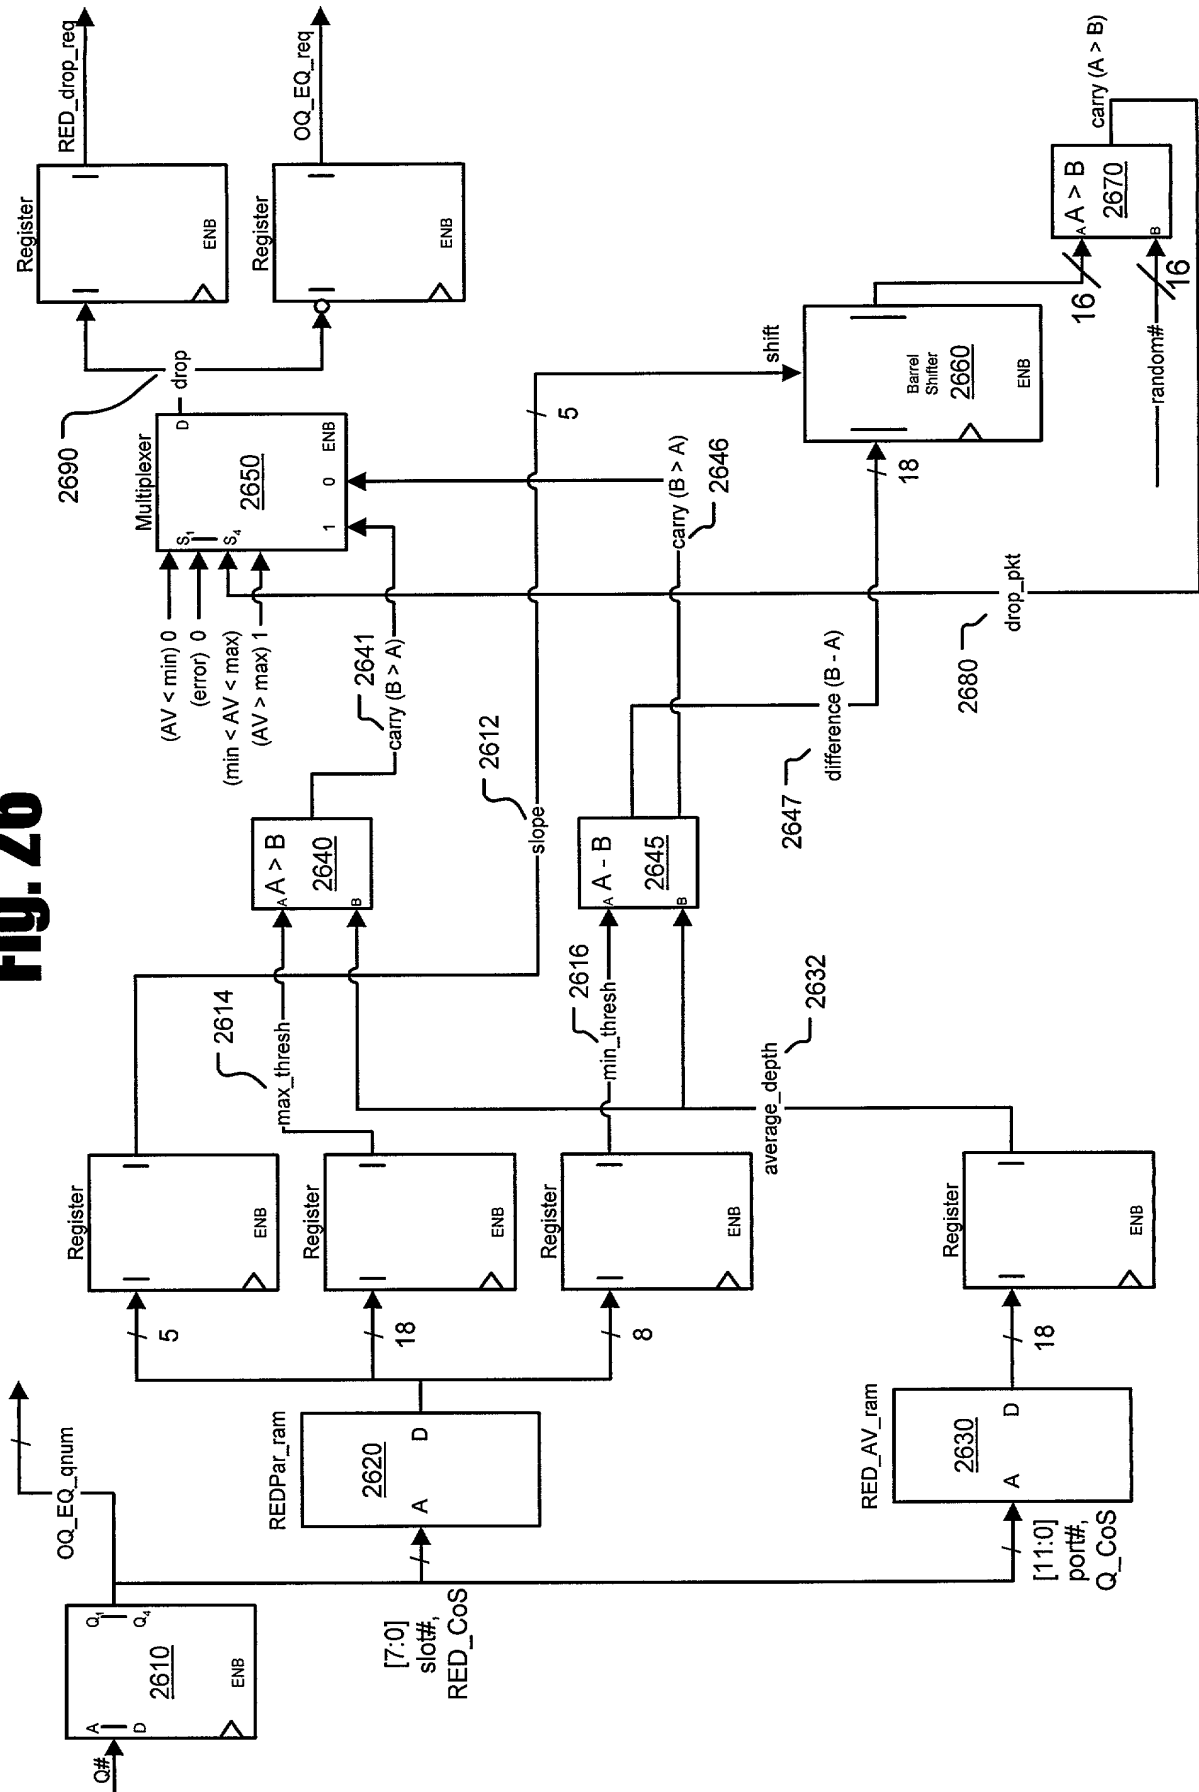 Fig. 26
Q#
A
D
Q1
Q4
2610
ENB
OQ_EQ_qnum
[7:0]
slot#,
RED_CoS
REDPar_ram
A
D
2620
[11:0]
port#,
Q_CoS
RED_AV_ram
A
D
2630
5
18
8
18
Register
ENB
Register
ENB
Register
ENB
Register
ENB
max_thresh
2614
min_thresh
2616
average_depth
2632
A
A > B
2640
B
A
A - B
2645
B
slope
2612
carry (B > A)
2641
difference (B - A)
2647
carry (B > A)
2646
(AV < min) 0
(error) 0
(min < AV < max)
(AV > max) 1
Multiplexer
S1
S4
2650
D
1
0
ENB
drop
2690
5
shift
18
Barrel
Shifter
2660
ENB
drop_pkt
2680
random#
16
16
A
A > B
2670
B
carry (A > B)
Register
ENB
RED_drop_req
Register
ENB
OQ_EQ_req